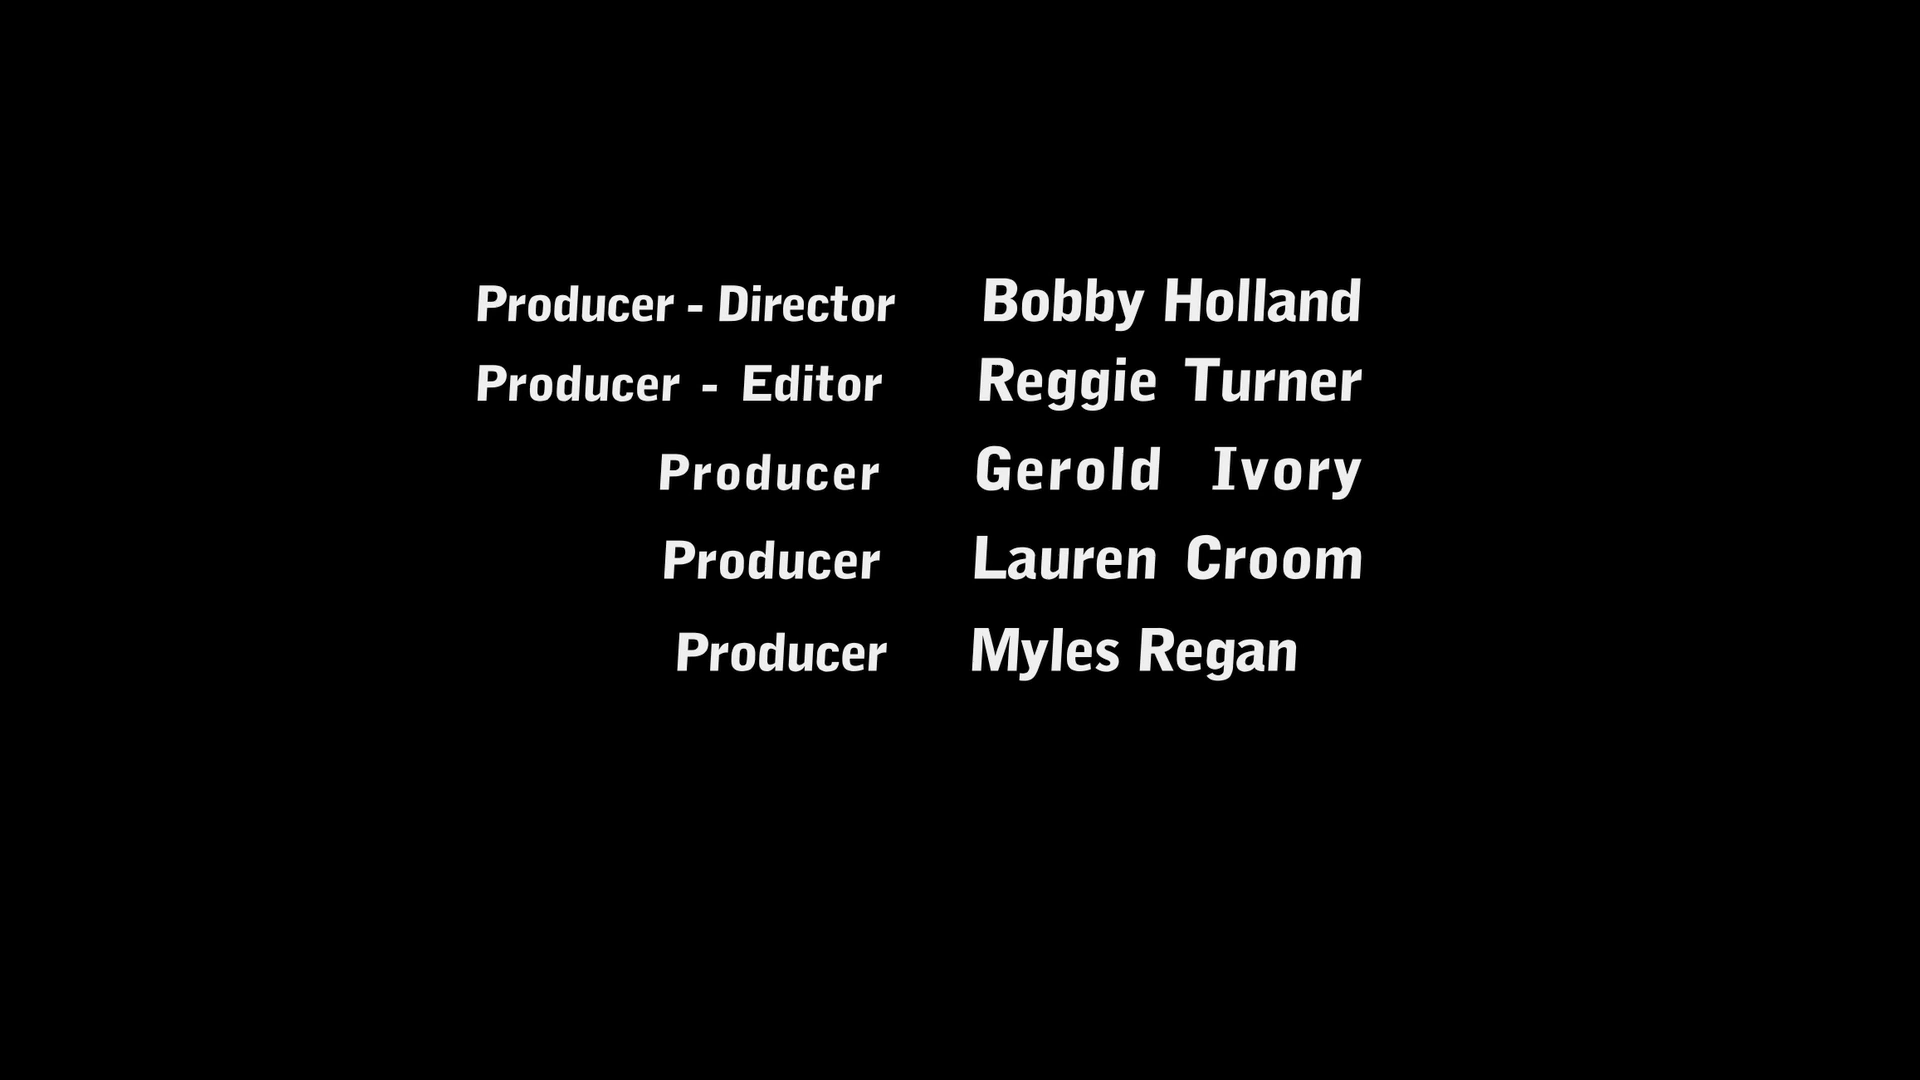 Producer - Director Bobby Holland
Producer - Editor Reggie Turner
Producer Gerold Ivory
Producer Lauren Croom
Producer Myles Regan